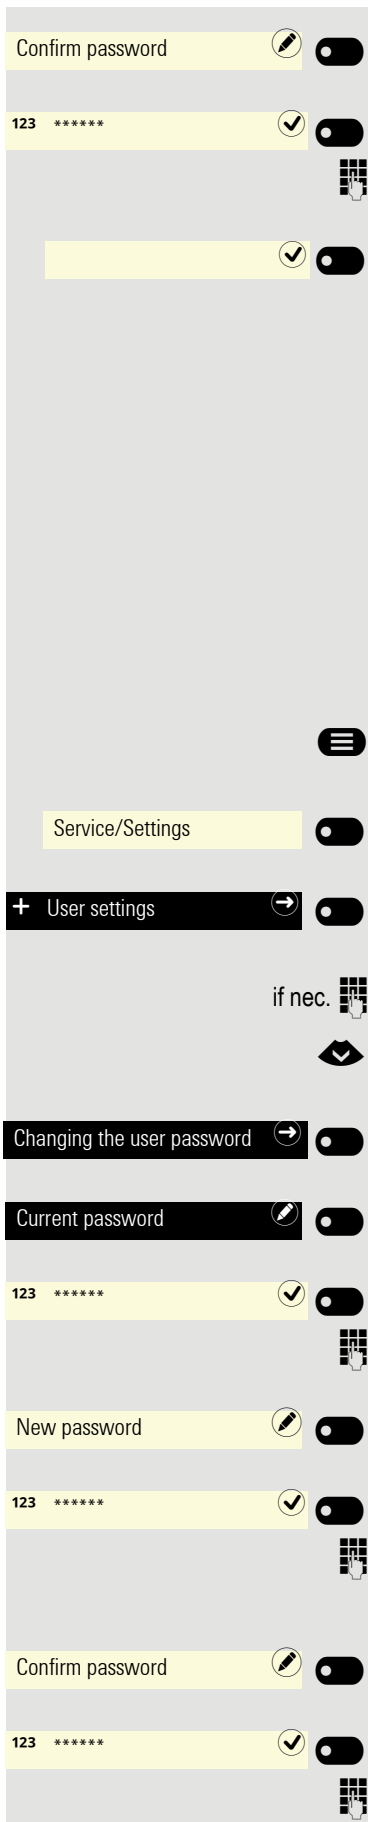 Confirm password
123 ******
Service/Settings
+ User settings
if nec.
Changing the user password
Current password
123 ******
New password
123 ******
Confirm password
123 ******